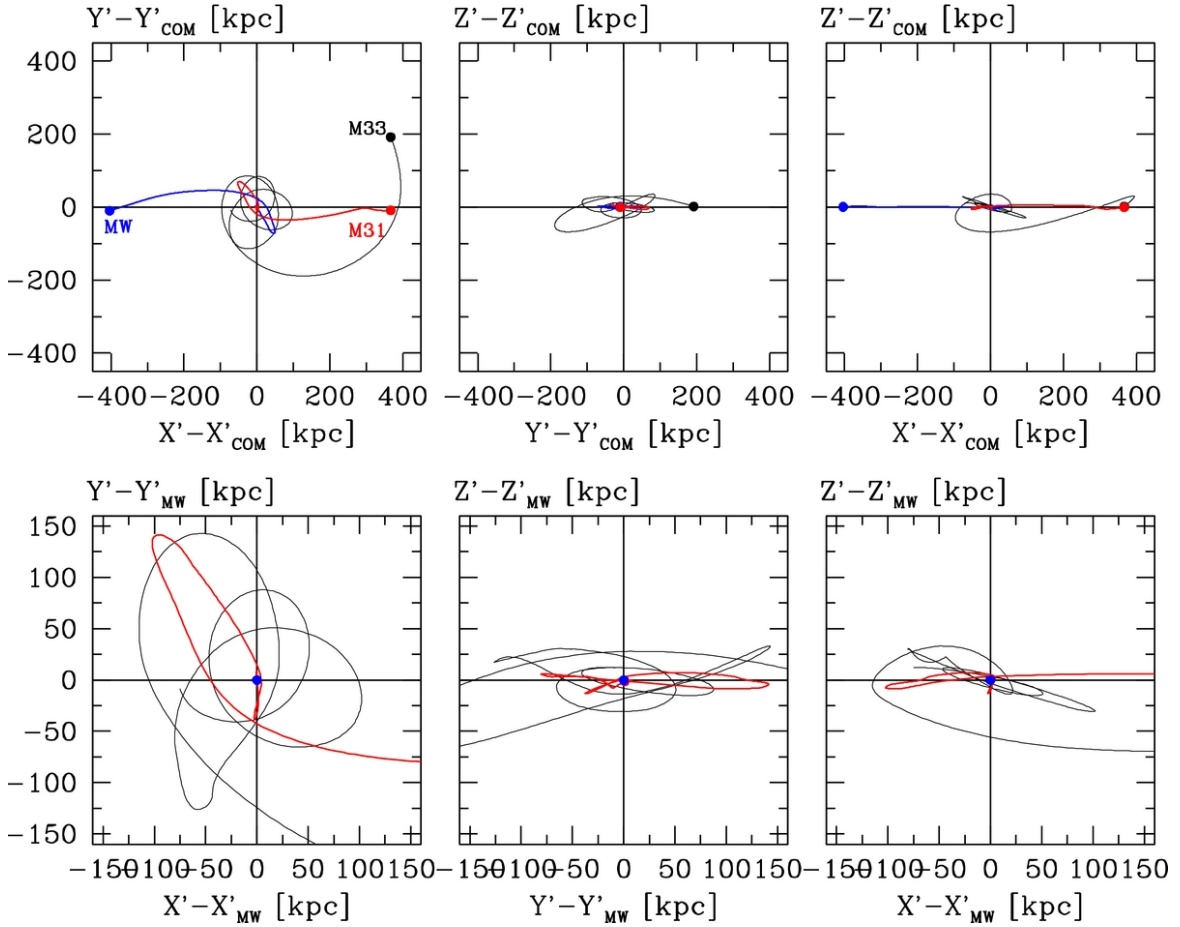 Y'−Y'COM [kpc] Z'−Z'COM [kpc] Z'−Z'COM [kpc]
400
200
M33
0
MW
M31
−200
−400
−400 −200 0 200 400 −400 −200 0 200 400 −400 −200 0 200 400
X'−X'COM [kpc] Y'−Y'COM [kpc] X'−X'COM [kpc]
Y'−Y'MW [kpc] Z'−Z'MW [kpc] Z'−Z'MW [kpc]
150
100
50
0
−50
−100
−150
−150 −100 −50 0 50 100 150 −150 −100 −50 0 50 100 150 −150 −100 −50 0 50 100 150
X'−X'MW [kpc] Y'−Y'MW [kpc] X'−X'MW [kpc]